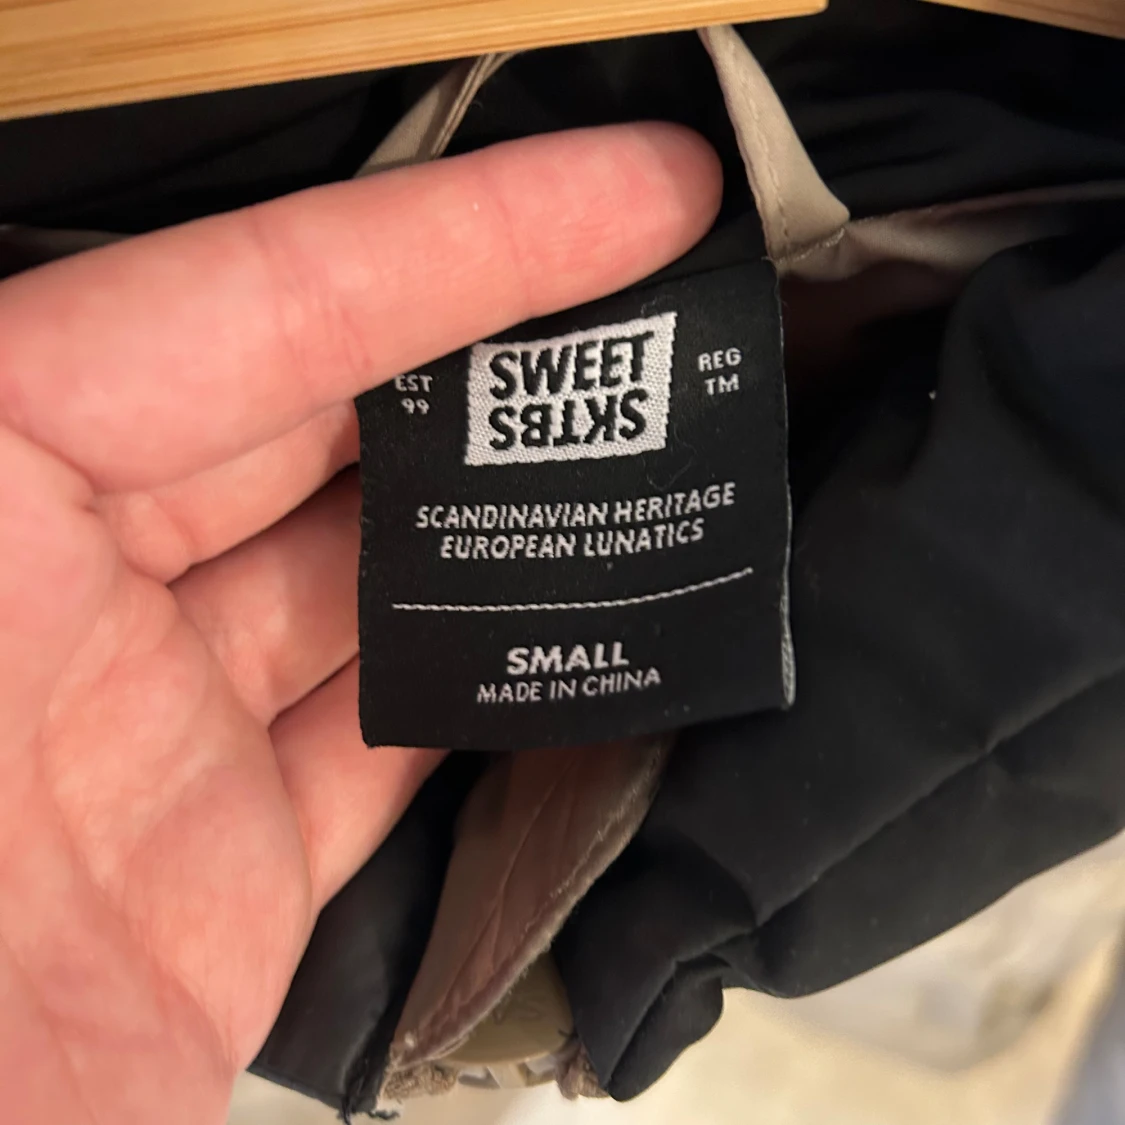 EST
99
SWEET
SKTBS
REG
TM
SCANDINAVIAN HERITAGE
EUROPEAN LUNATICS
SMALL
MADE IN CHINA